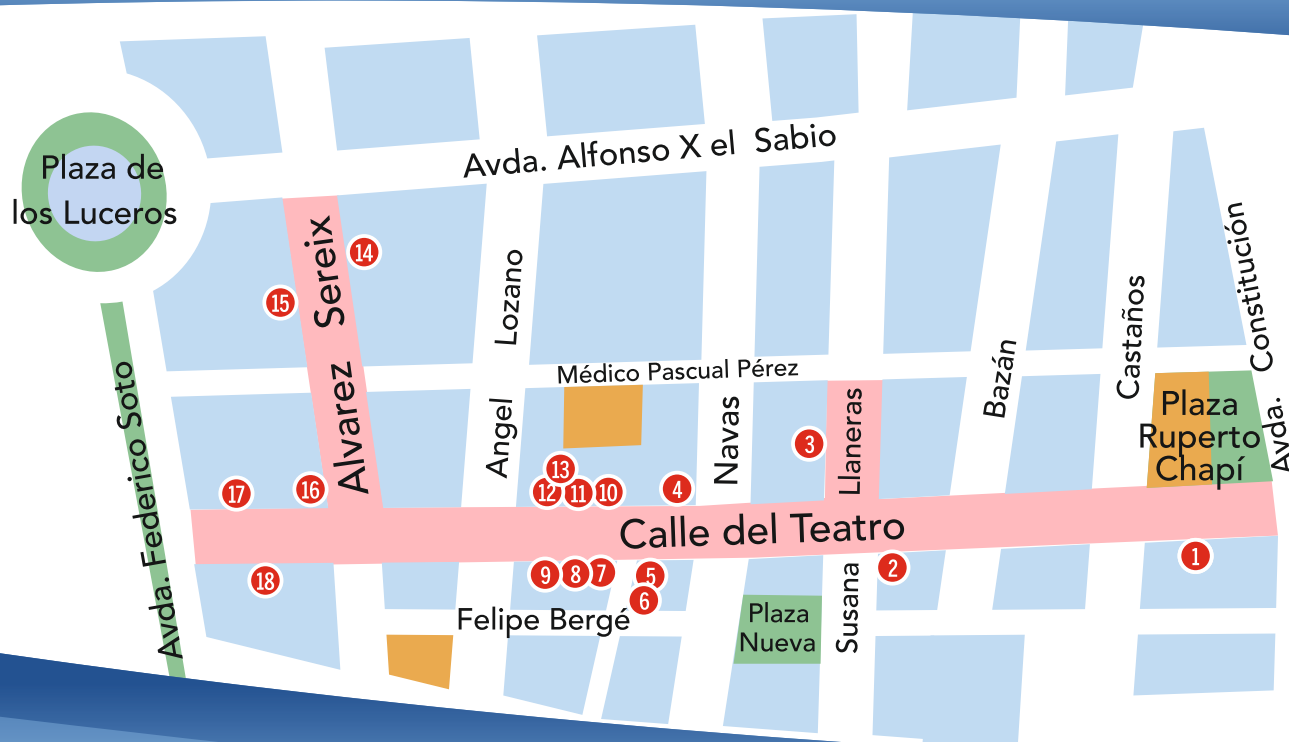 Avda. Alfonso X el Sabio
Plaza de
los Luceros
Alvarez Sereix
14
15
Angel Lozano
Avda. Constitución
Castaños
Bazán
Médico Pascual Pérez
Avda. Federico Soto
Navas
Susana Llaneras
Plaza
Ruperto
Chapí
3
13
17
16
12
11
10
4
Calle del Teatro
18
9
8
7
5
2
1
6
Felipe Bergé
Plaza
Nueva